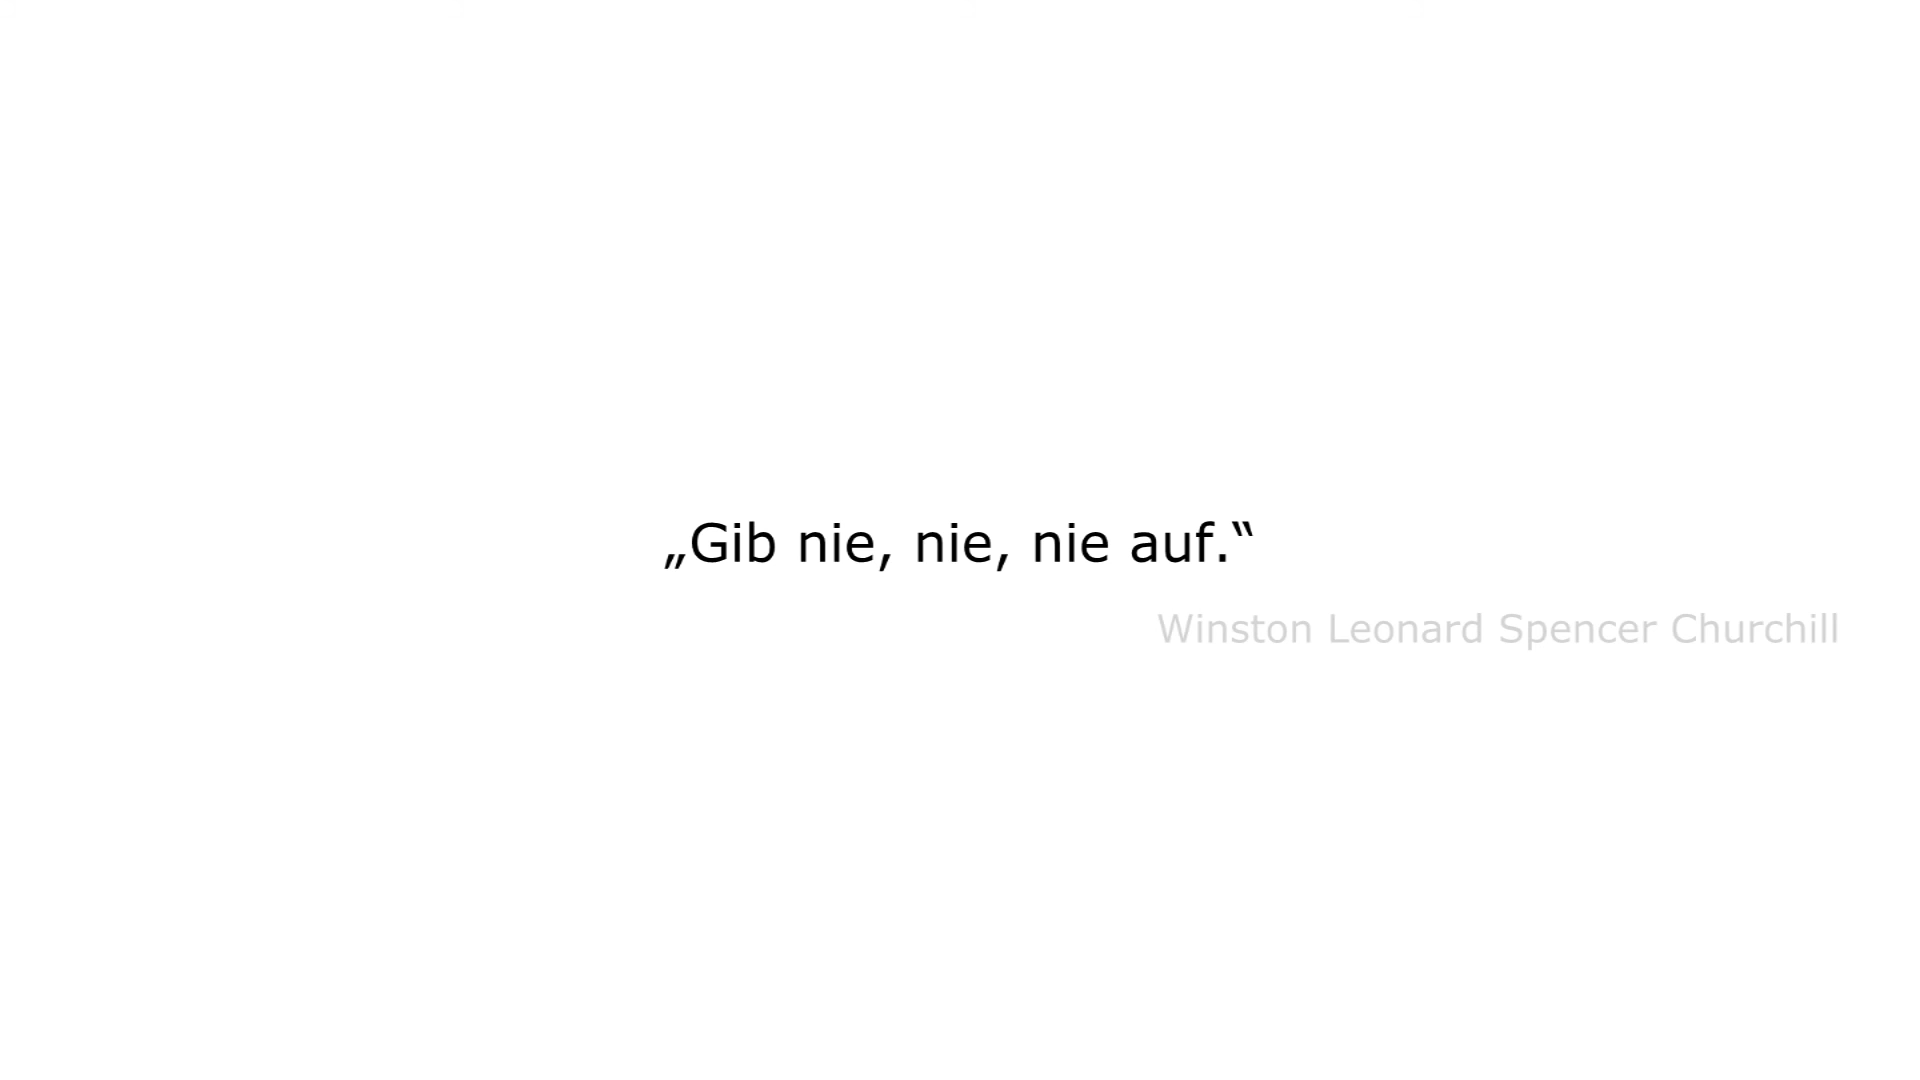 „Gib nie, nie, nie auf.“
Winston Leonard Spencer Churchill